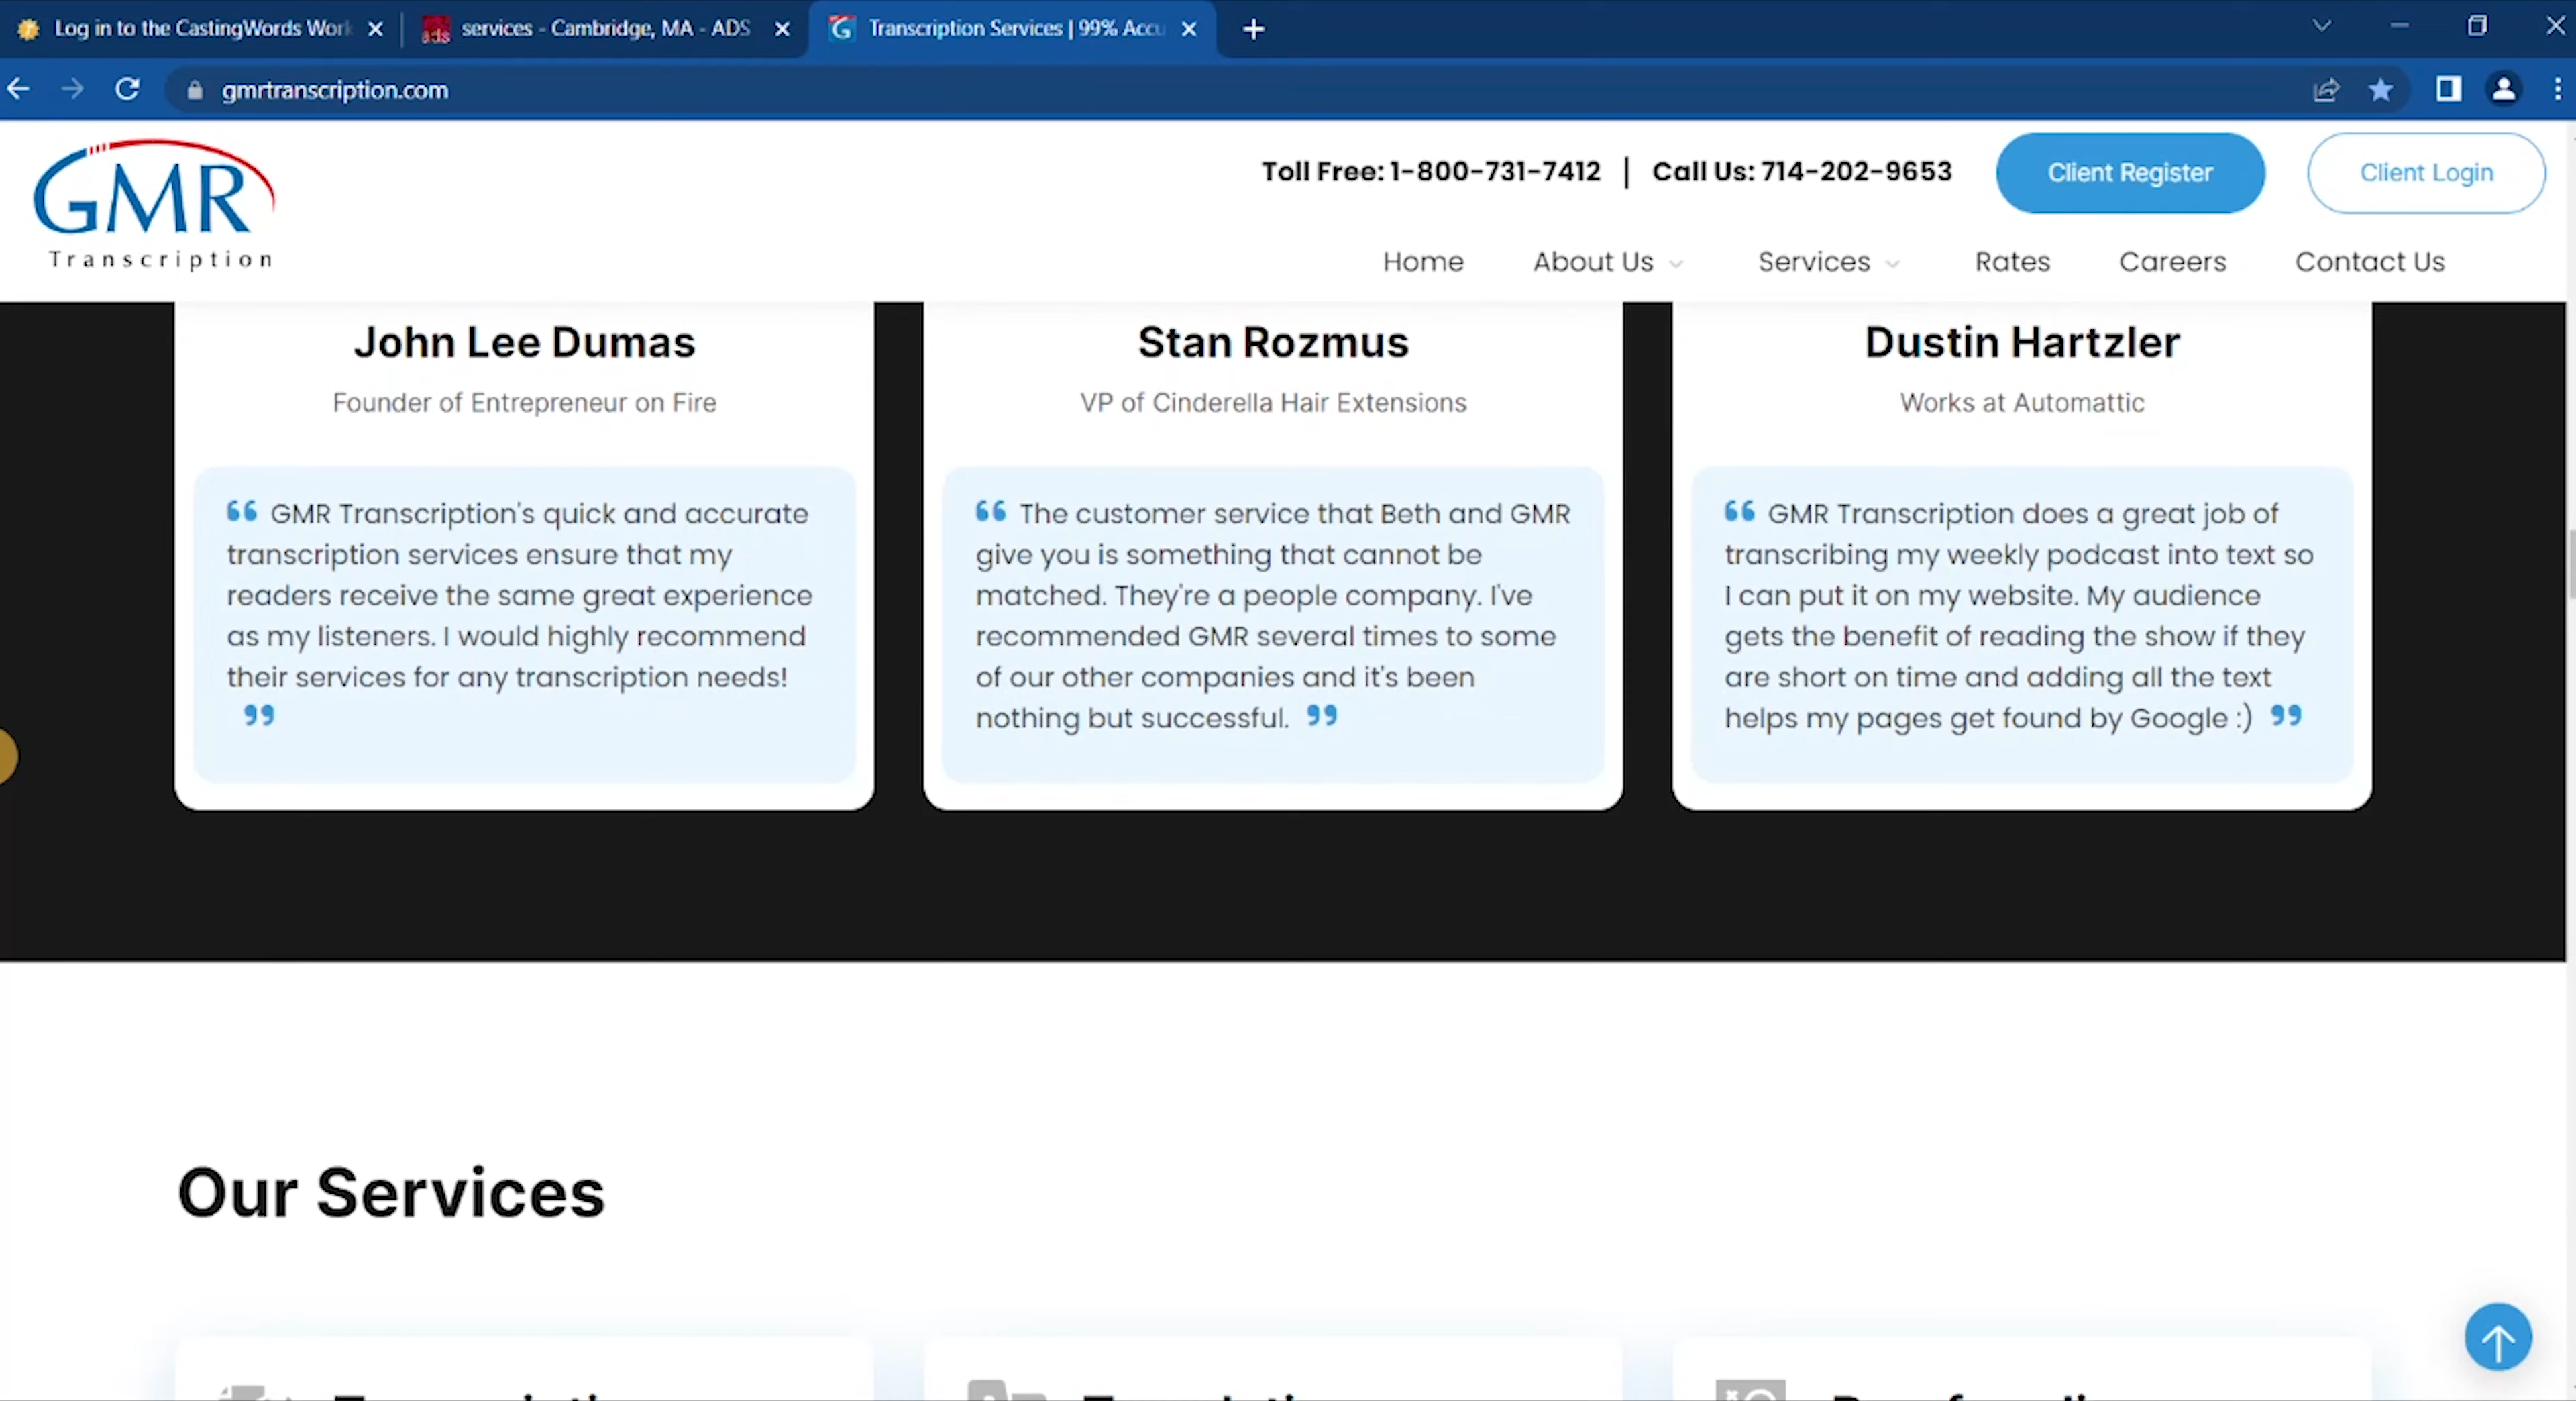 Log in to the CastingWords Work
services - Cambridge, MA - ADS
Transcription Services | 99% Accu
gmrtranscription.com
GMR
Transcription
Toll Free: 1-800-731-7412 | Call Us: 714-202-9653
Client Register
Client Login
Home
About Us
Services
Rates
Careers
Contact Us
John Lee Dumas
Founder of Entrepreneur on Fire
“ GMR Transcription's quick and accurate
transcription services ensure that my
readers receive the same great experience
as my listeners. I would highly recommend
their services for any transcription needs!
”
Stan Rozmus
VP of Cinderella Hair Extensions
“ The customer service that Beth and GMR
give you is something that cannot be
matched. They're a people company. I've
recommended GMR several times to some
of our other companies and it's been
nothing but successful. ”
Dustin Hartzler
Works at Automattic
“ GMR Transcription does a great job of
transcribing my weekly podcast into text so
I can put it on my website. My audience
gets the benefit of reading the show if they
are short on time and adding all the text
helps my pages get found by Google :) ”
Our Services